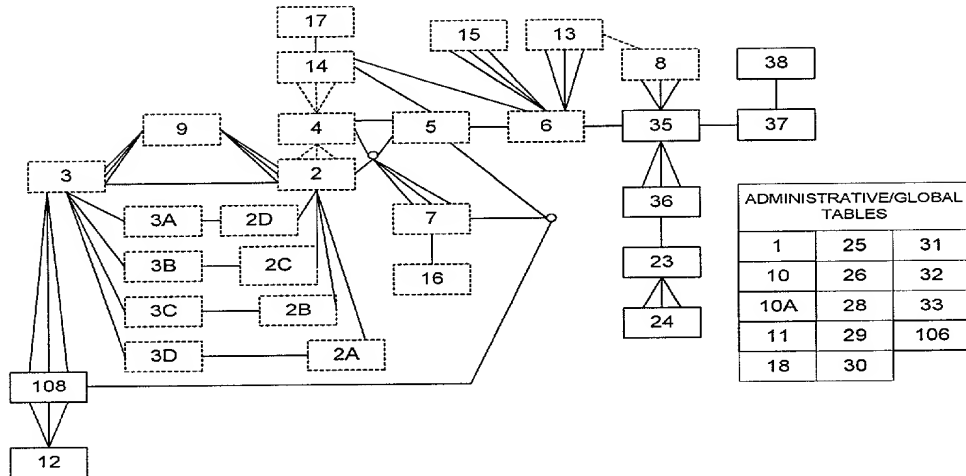 17
15
13
14
8
38
9
4
5
6
35
37
3
2
3A
2D
7
36
3B
2C
16
23
3C
2B
24
3D
2A
108
12
ADMINISTRATIVE/GLOBAL
TABLES
1 25 31
10 26 32
10A 28 33
11 29 106
18 30